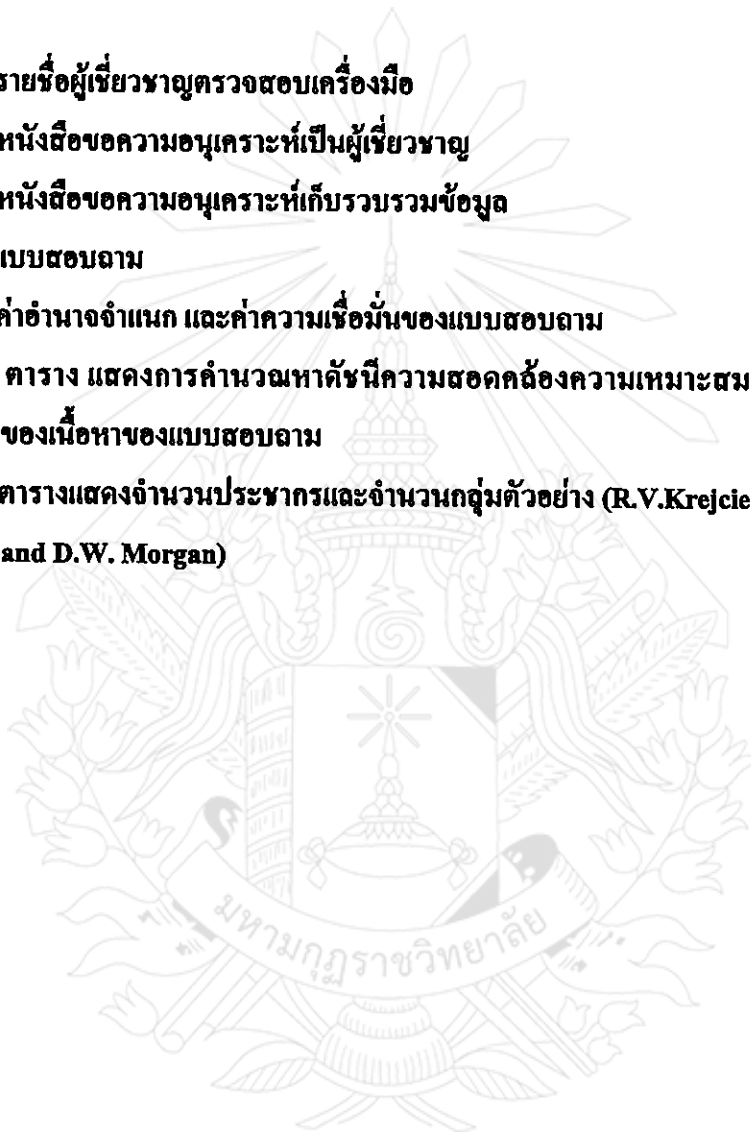 รายชื่อผู้เชี่ยวชาญตรวจสอบเครื่องมือ
หนังสือขอความอนุเคราะห์เป็นผู้เชี่ยวชาญ
หนังสือขอความอนุเคราะห์เก็บรวบรวมข้อมูล
แบบสอบถาม
ค่าอำนาจจำแนก และค่าความเชื่อมั่นของแบบสอบถาม
ตาราง แสดงการคำนวณหาดัชนีความสอดคล้องความเหมาะสม
ของเนื้อหาของแบบสอบถาม
ตารางแสดงจำนวนประชากรและจำนวนกลุ่มตัวอย่าง (R.V.Krejcie
and D.W. Morgan)
มหามกุฏราชวิทยาลัย